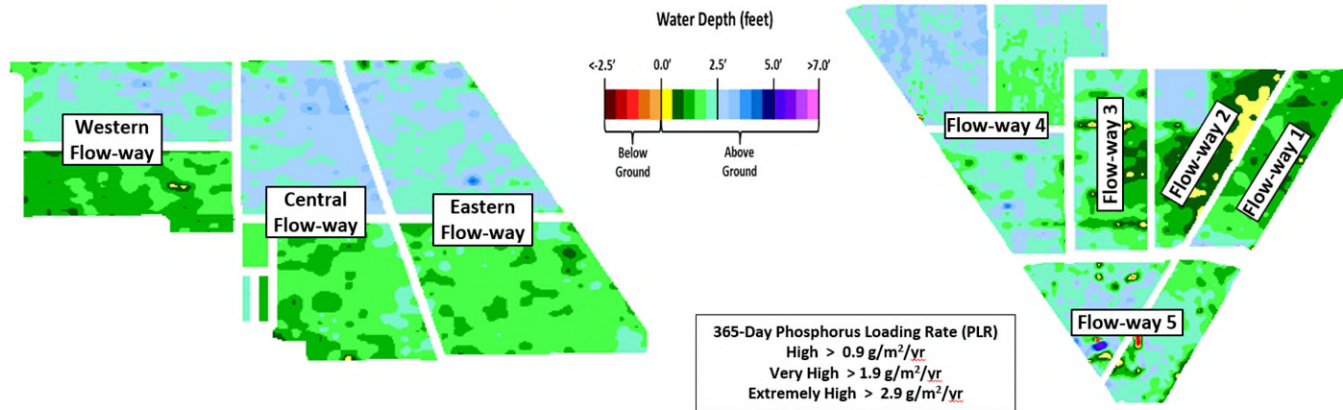 Water Depth (feet)
<-2.5' 0.0' 2.5' 5.0' >7.0'
Below
Ground
Above
Ground
Western
Flow-way
Central
Flow-way
Eastern
Flow-way
Flow-way 4
Flow-way 3
Flow-way 2
Flow-way 1
Flow-way 5
365-Day Phosphorus Loading Rate (PLR)
High > 0.9 g/m²/yr
Very High > 1.9 g/m²/yr
Extremely High > 2.9 g/m²/yr